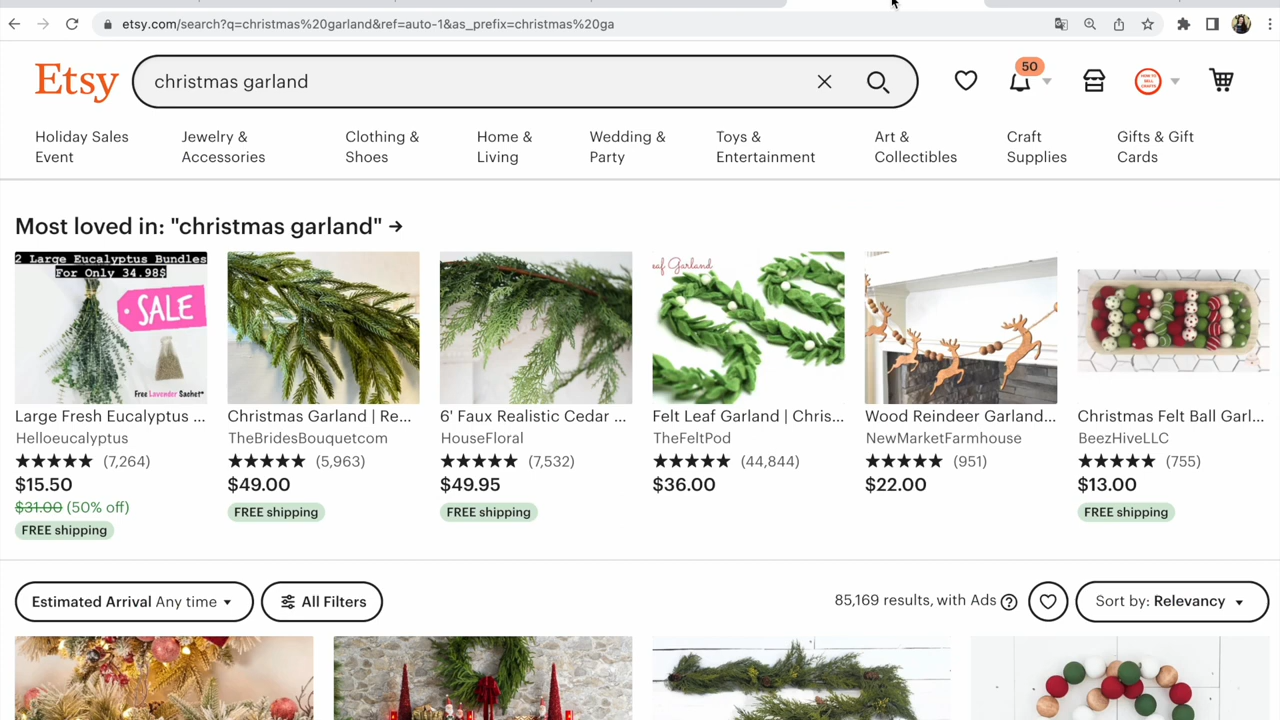 etsy.com/search?q=christmas%20garland&ref=auto-1&as_prefix=christmas%20ga
Etsy
christmas garland
50
HOW TO
SELL
CRAFTS
Holiday Sales
Event
Jewelry &
Accessories
Clothing &
Shoes
Home &
Living
Wedding &
Party
Toys &
Entertainment
Art &
Collectibles
Craft
Supplies
Gifts & Gift
Cards
Most loved in: "christmas garland" →
2 Large Eucalyptus Bundles
For Only 34.98$
SALE
Free Lavender Sachet*
Large Fresh Eucalyptus ...
Helloeucalyptus
★★★★★ (7,264)
$15.50
$31.00 (50% off)
FREE shipping
Christmas Garland | Re...
TheBridesBouquetcom
★★★★★ (5,963)
$49.00
FREE shipping
6' Faux Realistic Cedar ...
HouseFloral
★★★★★ (7,532)
$49.95
FREE shipping
eaf Garland
Felt Leaf Garland | Chris...
TheFeltPod
★★★★★ (44,844)
$36.00
Wood Reindeer Garland...
NewMarketFarmhouse
★★★★★ (951)
$22.00
Christmas Felt Ball Garl...
BeezHiveLLC
★★★★★ (755)
$13.00
FREE shipping
Estimated Arrival Any time
All Filters
85,169 results, with Ads ?
Sort by: Relevancy